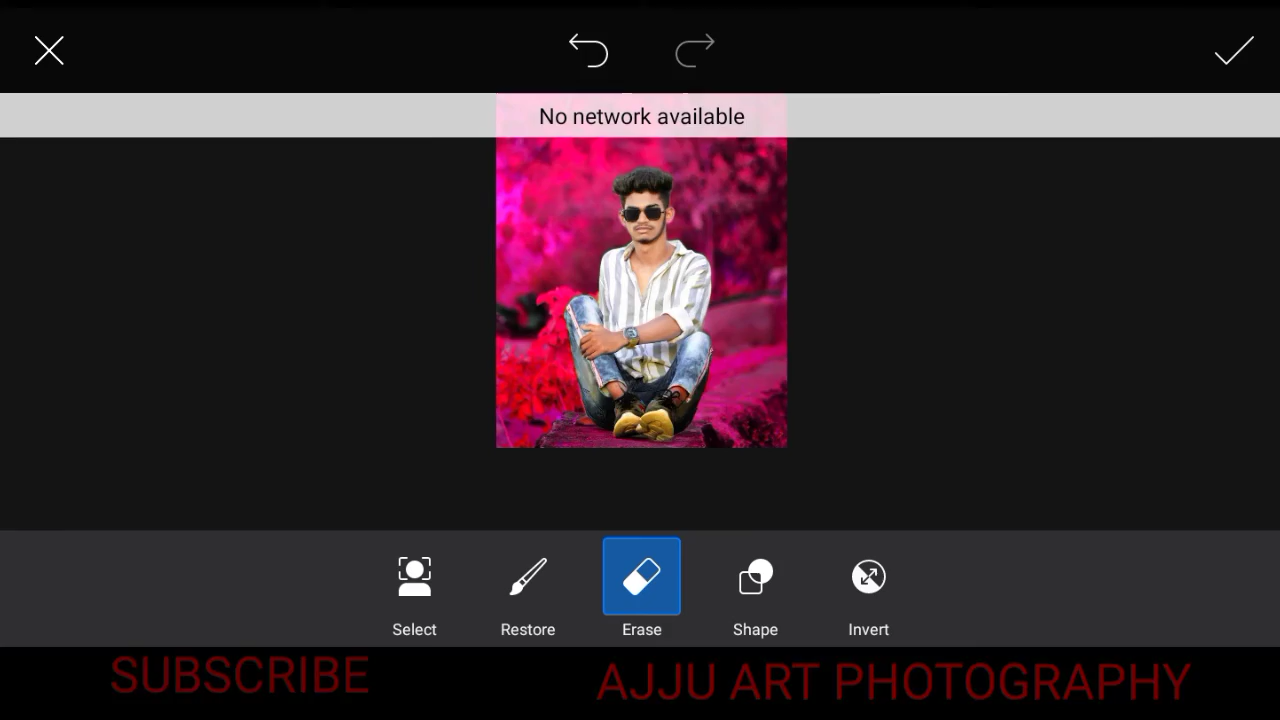 No network available
Select
Restore
Erase
Shape
Invert
SUBSCRIBE
AJJU ART PHOTOGRAPHY